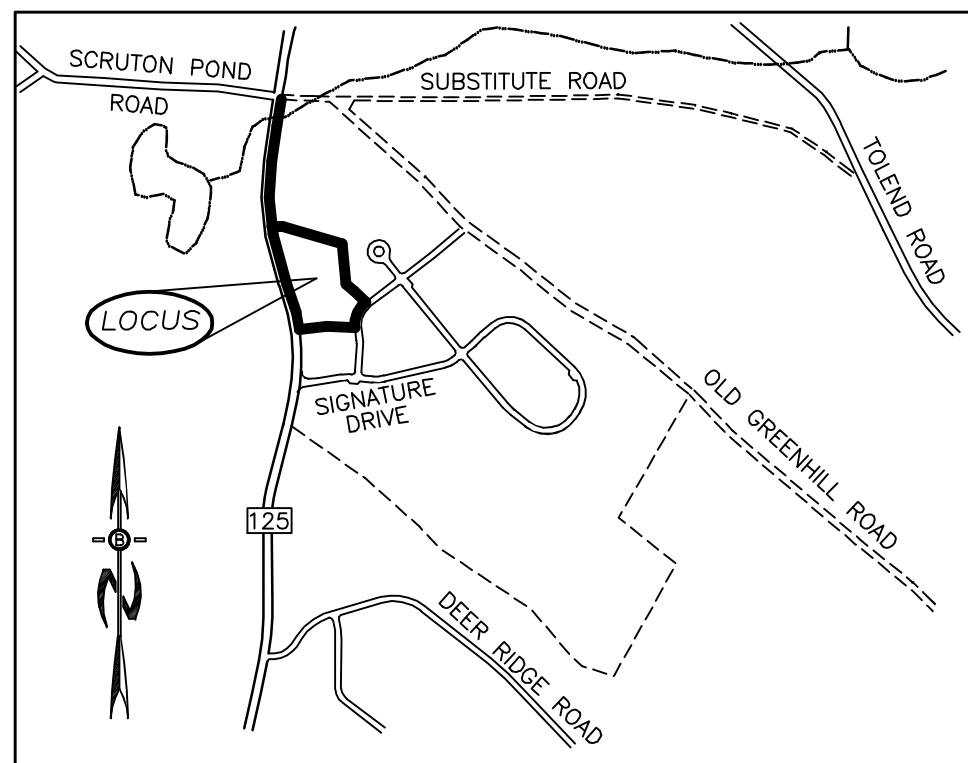 SCRUTON POND
ROAD
SUBSTITUTE ROAD
TOLEND ROAD
LOCUS
SIGNATURE
DRIVE
OLD GREENHILL ROAD
125
B
DEER RIDGE ROAD